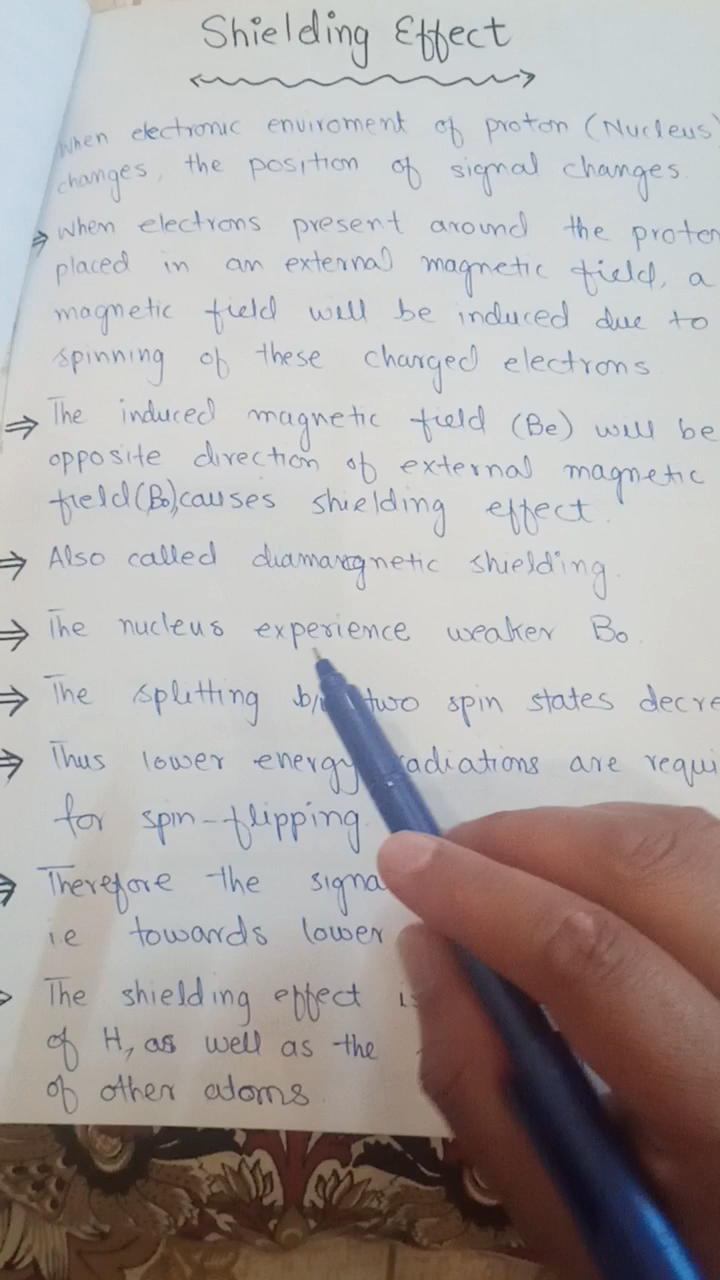 Shielding Effect
When electronic enviroment of proton (Nucleus)
changes, the position of signal changes.
⇒ When electrons present around the proton
placed in an external magnetic field, a
magnetic field will be induced due to
spinning of these charged electrons
⇒ The induced magnetic field (Be) will be
opposite direction of external magnetic
field(Bo), causes shielding effect.
⇒ Also called diamagnetic shielding.
⇒ The nucleus experience weaker Bo.
⇒ The splitting b/w two spin states decre
⇒ Thus lower energy radiations are requi
for spin-flipping
⇒ Therefore the signa
i.e towards lower
⇒ The shielding effect is
of H, as well as the
of other atoms.